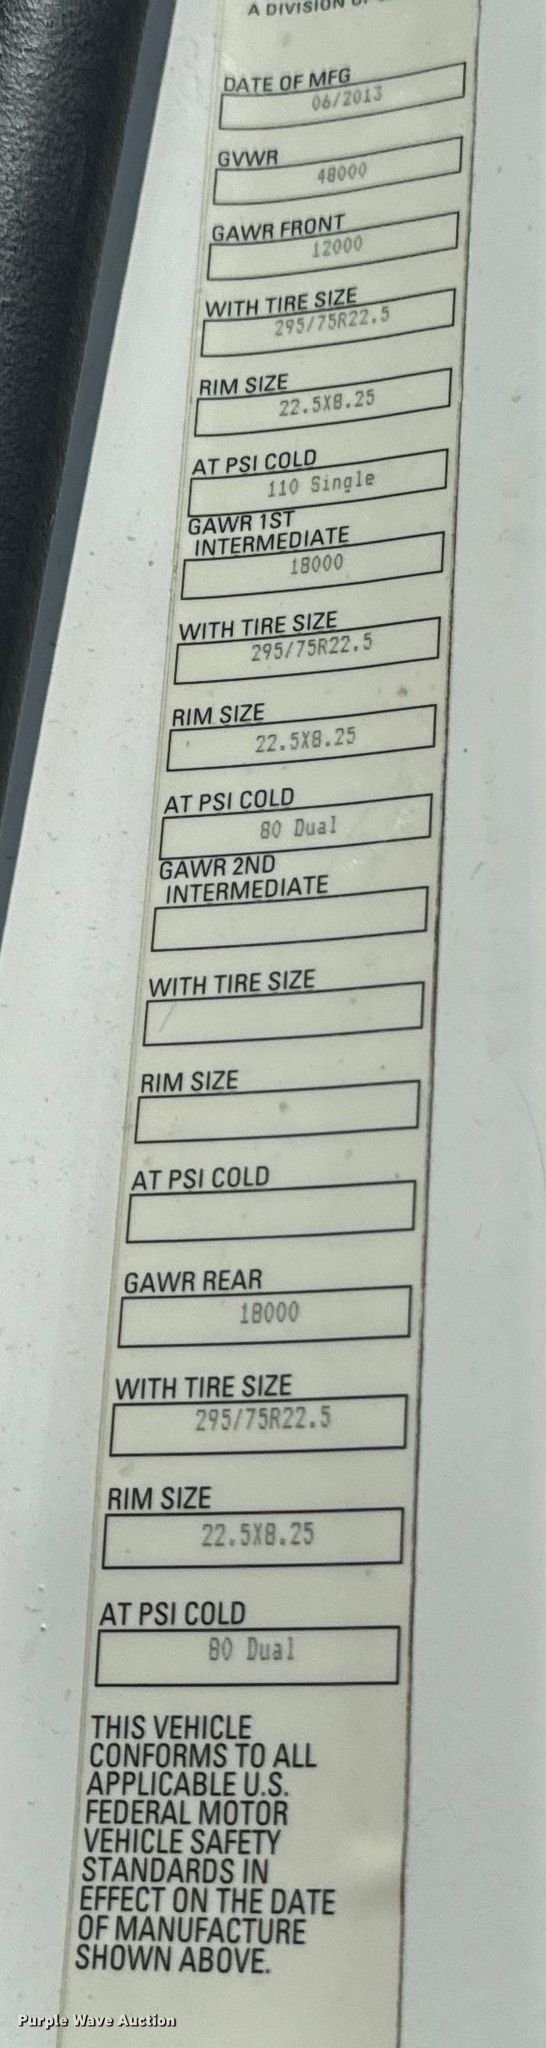 A DIVISION OF
DATE OF MFG
06/2013
GVWR
48000
GAWR FRONT
12000
WITH TIRE SIZE
295/75R22.5
RIM SIZE
22.5X8.25
AT PSI COLD
110 Single
GAWR 1ST
INTERMEDIATE
18000
WITH TIRE SIZE
295/75R22.5
RIM SIZE
22.5X8.25
AT PSI COLD
80 Dual
GAWR 2ND
INTERMEDIATE
WITH TIRE SIZE
RIM SIZE
AT PSI COLD
GAWR REAR
18000
WITH TIRE SIZE
295/75R22.5
RIM SIZE
22.5X8.25
AT PSI COLD
80 Dual
THIS VEHICLE
CONFORMS TO ALL
APPLICABLE U.S.
FEDERAL MOTOR
VEHICLE SAFETY
STANDARDS IN
EFFECT ON THE DATE
OF MANUFACTURE
SHOWN ABOVE.
Purple Wave Auction